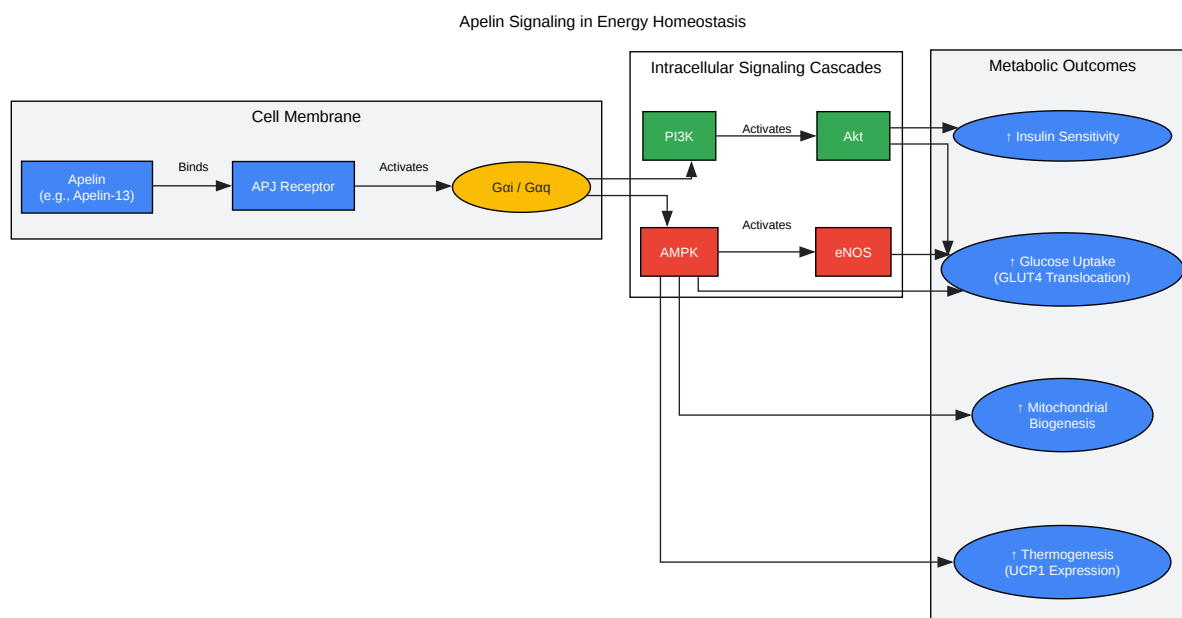 Apelin Signaling in Energy Homeostasis
Cell Membrane
Apelin
(e.g., Apelin-13)
Binds
APJ Receptor
Activates
Gαi / Gαq
Intracellular Signaling Cascades
PI3K
Activates
Akt
AMPK
Activates
eNOS
Metabolic Outcomes
↑ Insulin Sensitivity
↑ Glucose Uptake
(GLUT4 Translocation)
↑ Mitochondrial
Biogenesis
↑ Thermogenesis
(UCP1 Expression)